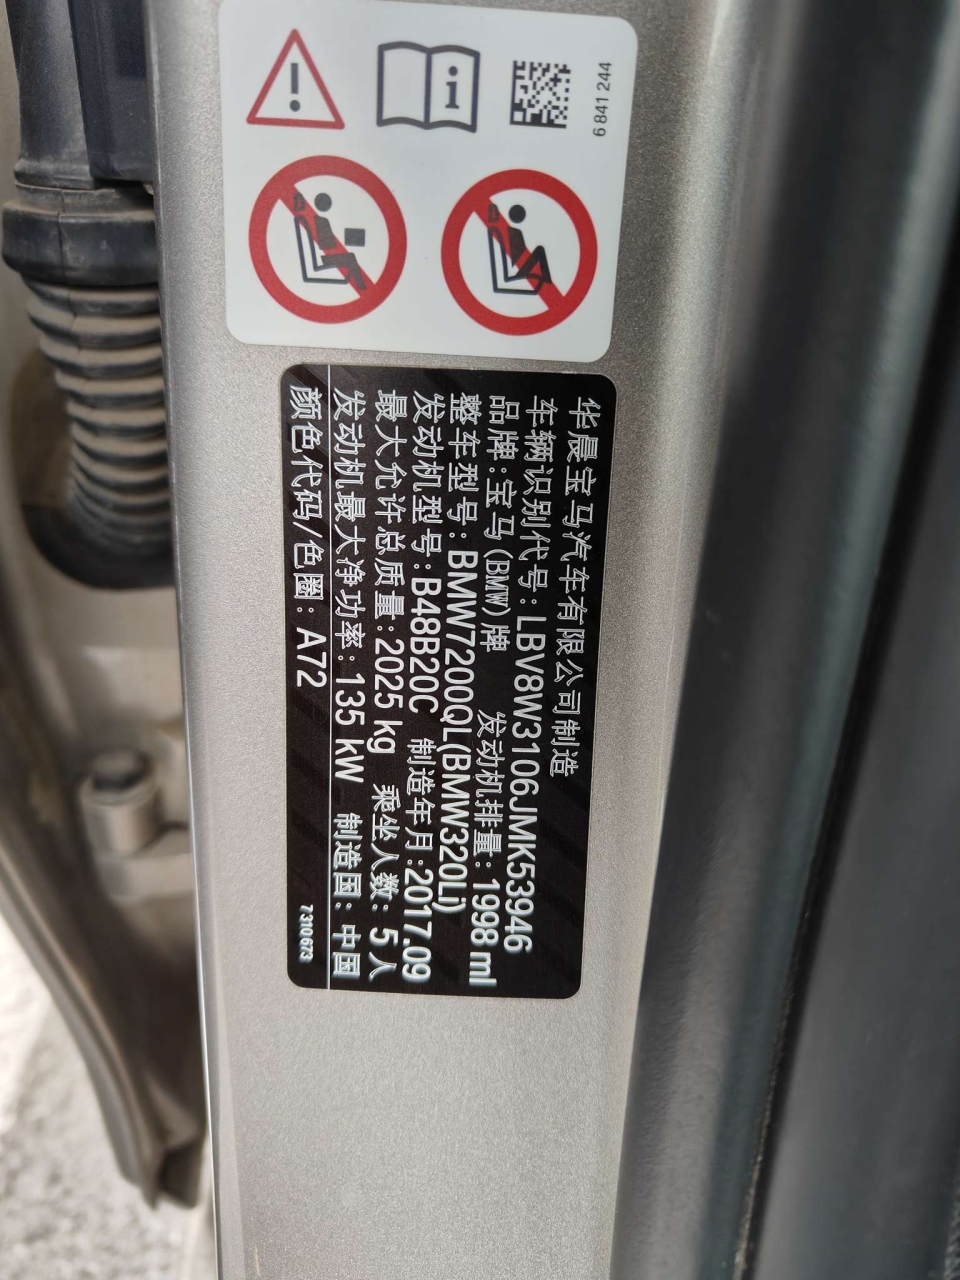 6 841 244
华晨宝马汽车有限公司制造
车辆识别代号:LBV8W3106JMK53946
品牌:宝马(BMW)牌 发动机排量:1998 ml
整车型号:BMW7200QL(BMW320Li)
发动机型号:B48B20C 制造年月:2017.09
最大允许总质量:2025 kg 乘坐人数:5人
发动机最大净功率:135 kW 制造国:中国
颜色代码/色圈:A72
7 310 673